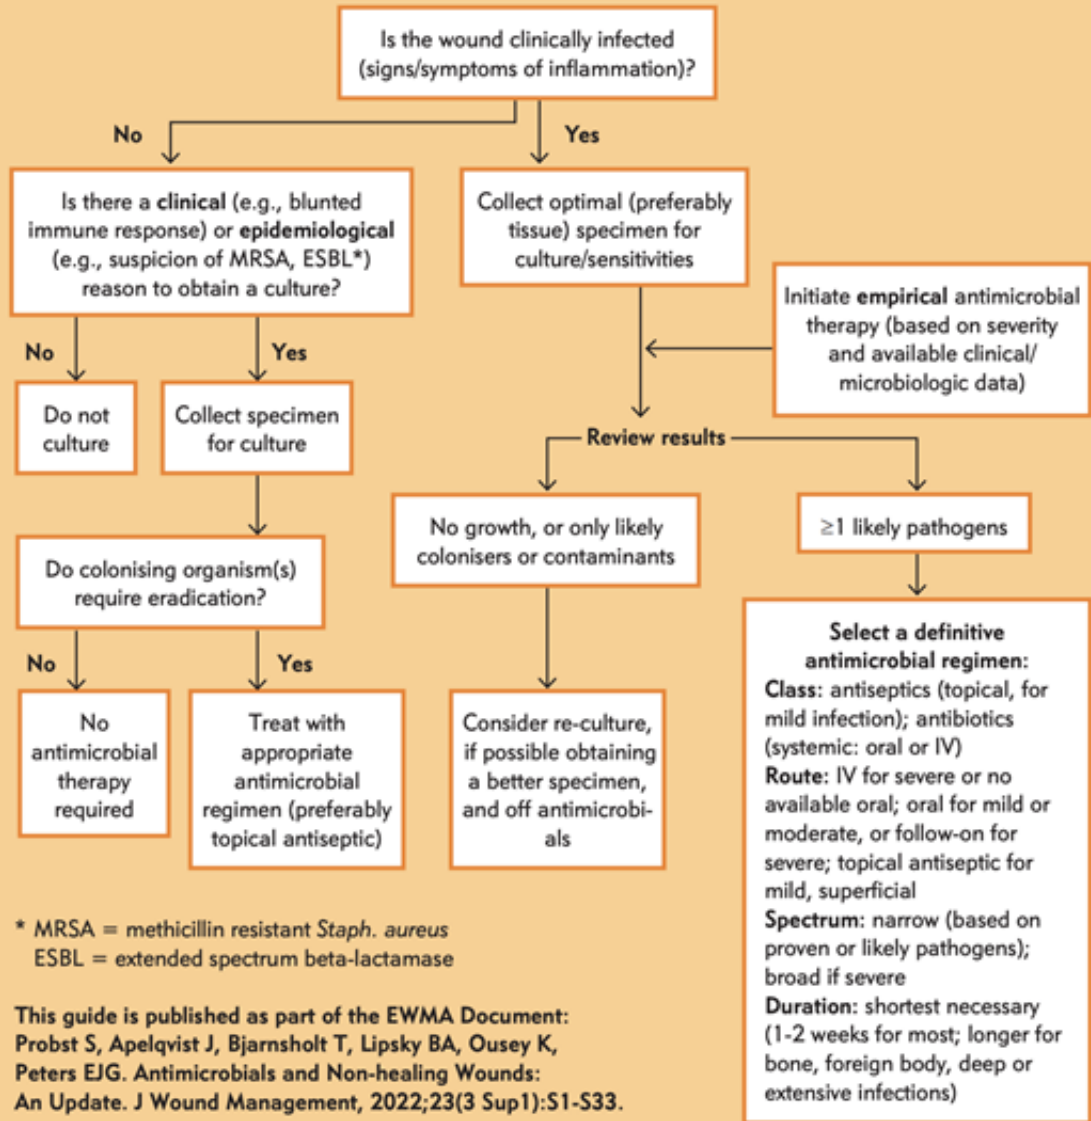 Is the wound clinically infected
(signs/symptoms of inflammation)?
No
Yes
Is there a clinical (e.g., blunted
immune response) or epidemiological
(e.g., suspicion of MRSA, ESBL*)
reason to obtain a culture?
Collect optimal (preferably
tissue) specimen for
culture/sensitivities
Initiate empirical antimicrobial
therapy (based on severity
and available clinical/
microbiologic data)
No
Yes
Do not
culture
Collect specimen
for culture
Review results
No growth, or only likely
colonisers or contaminants
≥1 likely pathogens
Do colonising organism(s)
require eradication?
No
Yes
No
antimicrobial
therapy
required
Treat with
appropriate
antimicrobial
regimen (preferably
topical antiseptic)
Consider re-culture,
if possible obtaining
a better specimen,
and off antimicrobi-
als
Select a definitive
antimicrobial regimen:
Class: antiseptics (topical, for
mild infection); antibiotics
(systemic: oral or IV)
Route: IV for severe or no
available oral; oral for mild or
moderate, or follow-on for
severe; topical antiseptic for
mild, superficial
Spectrum: narrow (based on
proven or likely pathogens);
broad if severe
Duration: shortest necessary
(1-2 weeks for most; longer for
bone, foreign body, deep or
extensive infections)
* MRSA = methicillin resistant Staph. aureus
ESBL = extended spectrum beta-lactamase
This guide is published as part of the EWMA Document:
Probst S, Apelqvist J, Bjarnsholt T, Lipsky BA, Ousey K,
Peters EJG. Antimicrobials and Non-healing Wounds:
An Update. J Wound Management, 2022;23(3 Sup1):S1-S33.